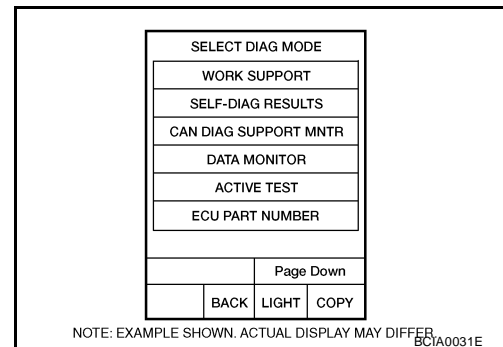 SELECT DIAG MODE
WORK SUPPORT
SELF-DIAG RESULTS
CAN DIAG SUPPORT MNTR
DATA MONITOR
ACTIVE TEST
ECU PART NUMBER
Page Down
BACK LIGHT COPY
NOTE: EXAMPLE SHOWN. ACTUAL DISPLAY MAY DIFFER.
BCIA0031E